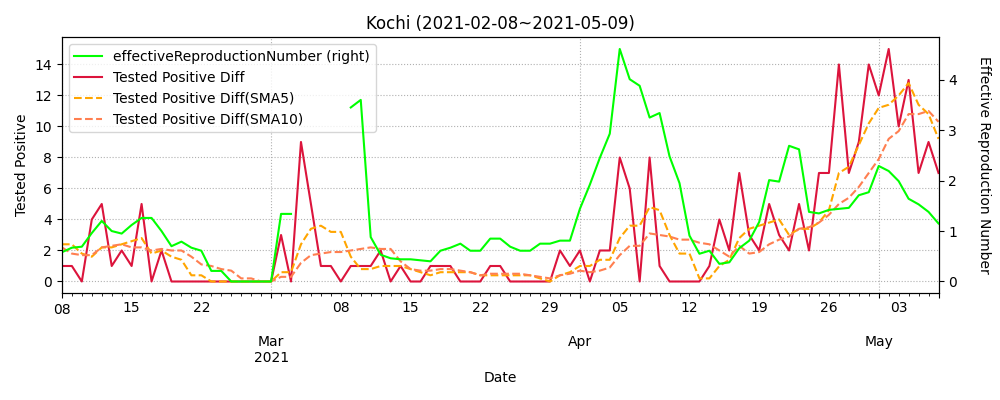 Kochi (2021-02-08~2021-05-09)
effectiveReproductionNumber (right)
Tested Positive Diff
Tested Positive Diff(SMA5)
Tested Positive Diff(SMA10)
Tested Positive
14
12
10
8
6
4
2
0
Effective Reproduction Number
4
3
2
1
0
08 15 22 08 15 22 29 05 12 19 26 03
Mar Apr May
2021
Date